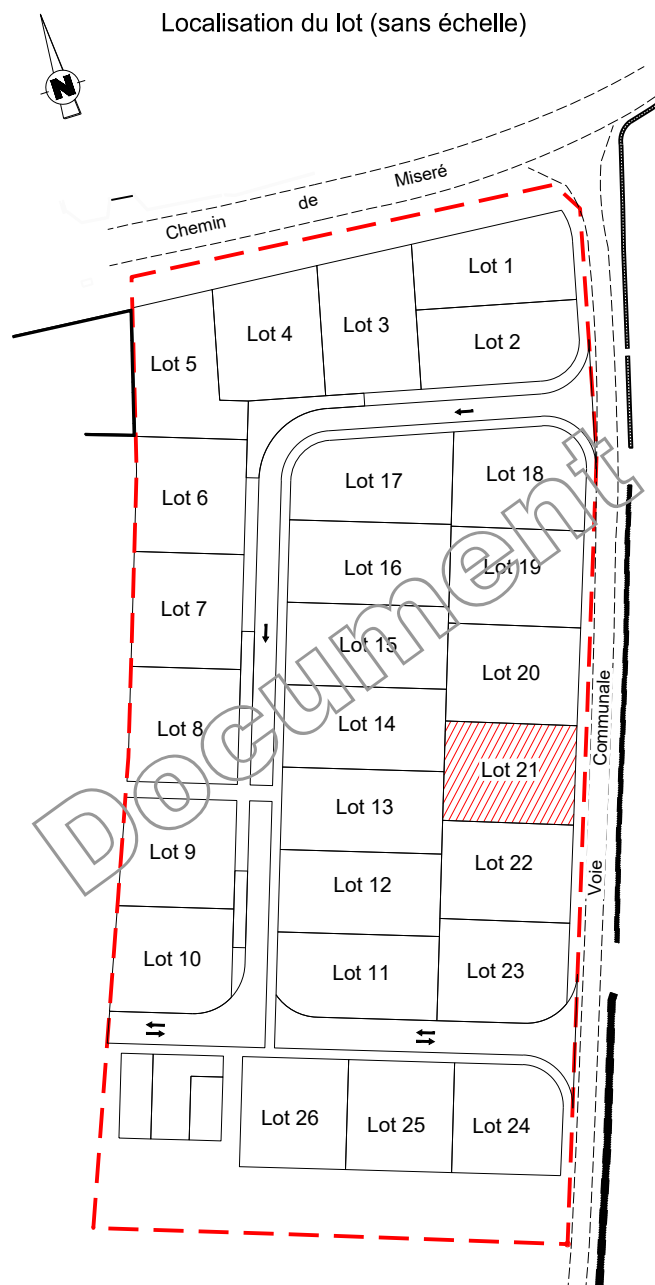 Localisation du lot (sans échelle)
N
Chemin de Miseré
Lot 1
Lot 2
Lot 3
Lot 4
Lot 5
Lot 6
Lot 7
Lot 8
Lot 9
Lot 10
Lot 17
Lot 18
Lot 16
Lot 19
Lot 15
Lot 20
Lot 14
Lot 21
Lot 13
Lot 22
Lot 12
Lot 11
Lot 23
Lot 26
Lot 25
Lot 24
Voie Communale
Document